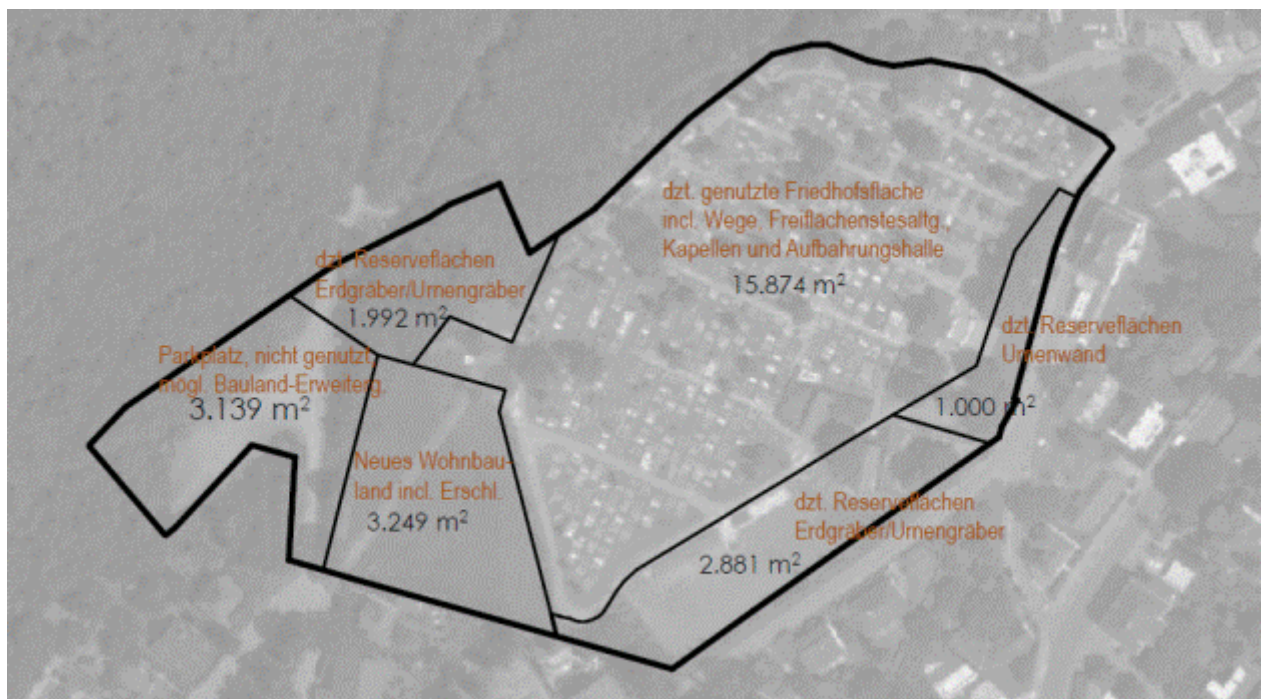 dzt. genutzte Friedhofsfläche
incl. Wege, Freiflächenstesaltg.,
Kapellen und Aufbahrungshalle
15.874 m²
dzt. Reserveflächen
Erdgräber/Urnengräber
1.992 m²
dzt. Reserveflächen
Urnenwand
1.000 m²
Parkplatz, nicht genutzt,
mögl. Bauland-Erweiterg.
3.139 m²
Neues Wohnbau-
land incl. Erschl.
3.249 m²
dzt. Reserveflächen
Erdgräber/Urnengräber
2.881 m²